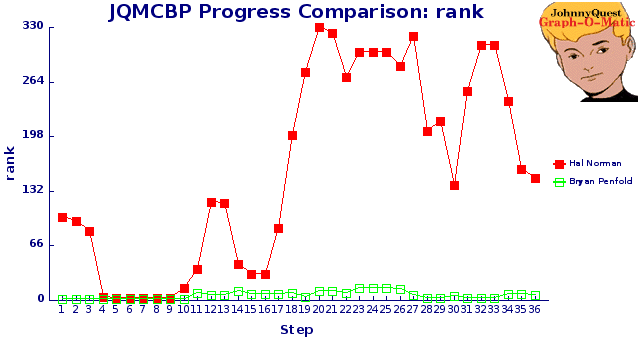 JQMCBP Progress Comparison: rank
JohnnyQuest
Graph-O-Matic
330
264
198
132
66
0
rank
Hal Norman
Bryan Penfold
1 2 3 4 5 6 7 8 9 10 11 12 13 14 15 16 17 18 19 20 21 22 23 24 25 26 27 28 29 30 31 32 33 34 35 36
Step